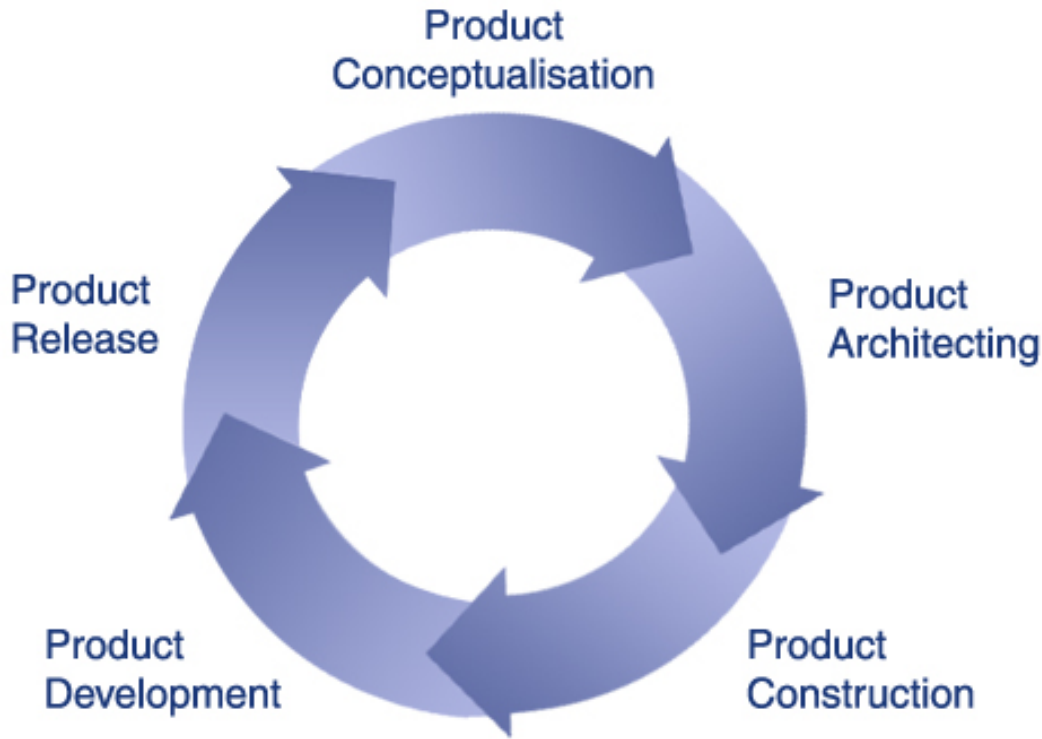 Product
Conceptualisation
Product
Architecting
Product
Construction
Product
Development
Product
Release